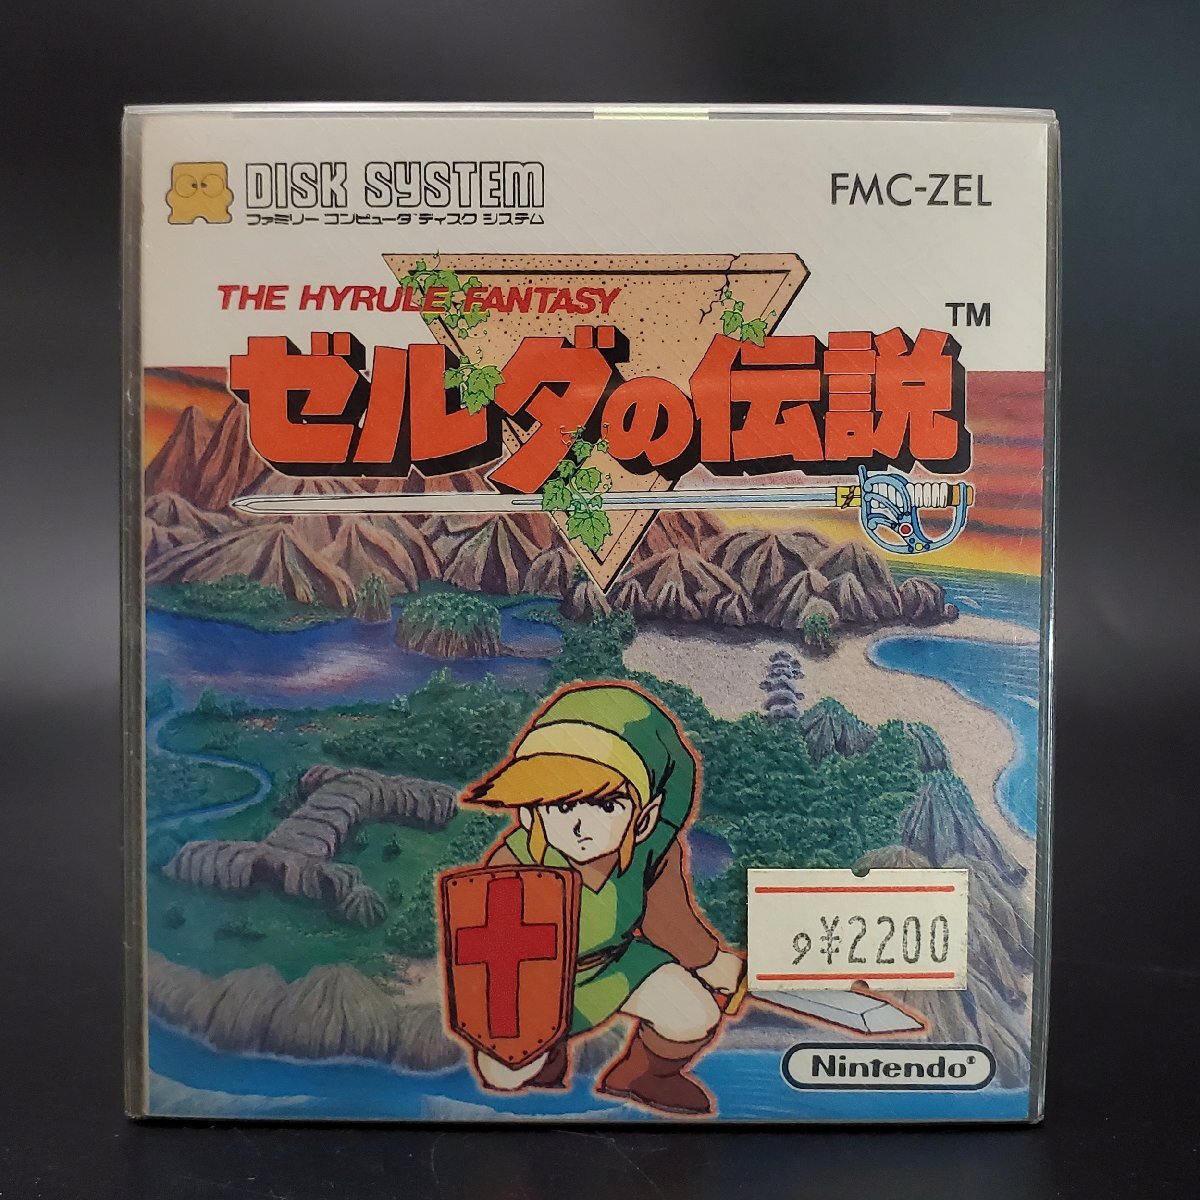 DISK SYSTEM
ファミリー コンピュータ ディスク システム
FMC-ZEL
THE HYRULE FANTASY
ゼルダの伝説
TM
9¥2200
Nintendo®